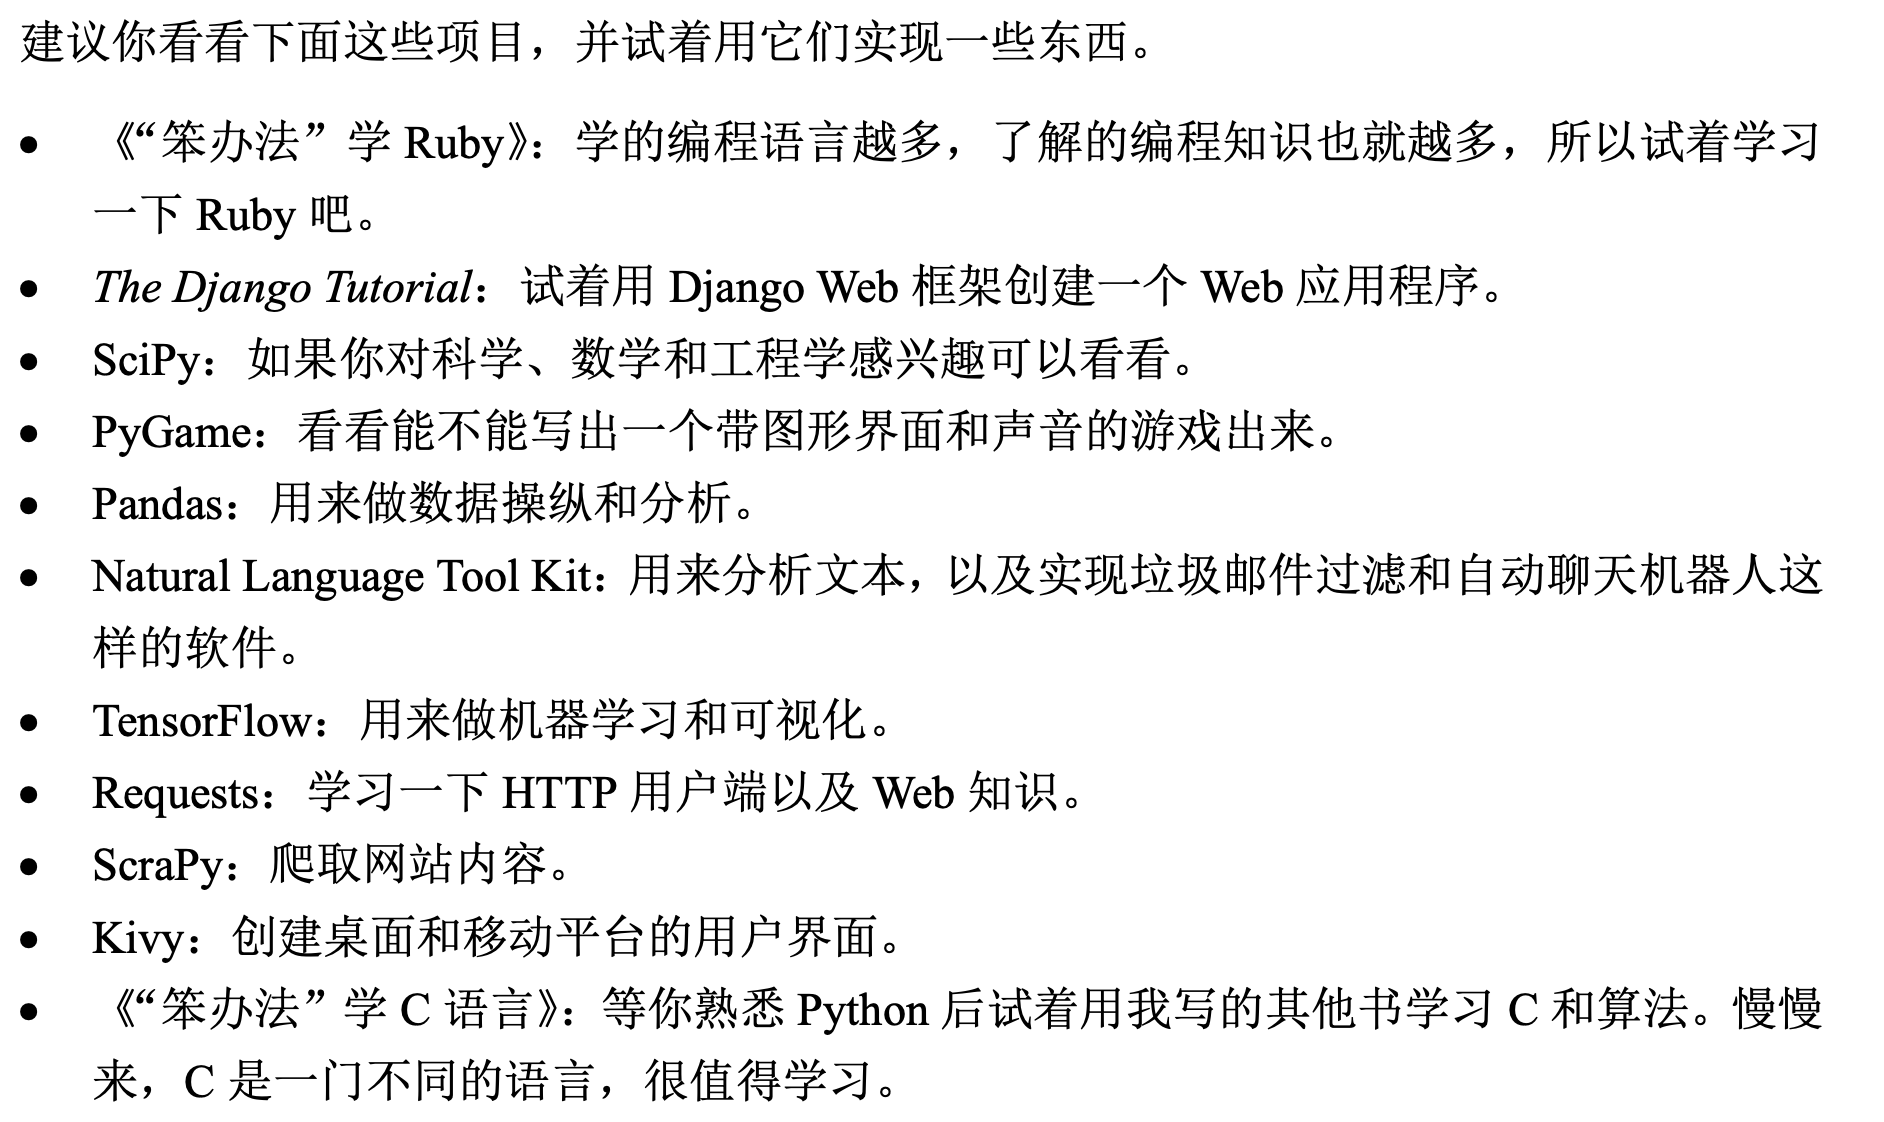 建议你看看下面这些项目，并试着用它们实现一些东西。
• 《“笨办法”学 Ruby》：学的编程语言越多，了解的编程知识也就越多，所以试着学习
一下 Ruby 吧。
• The Django Tutorial：试着用 Django Web 框架创建一个 Web 应用程序。
• SciPy：如果你对科学、数学和工程学感兴趣可以看看。
• PyGame：看看能不能写出一个带图形界面和声音的游戏出来。
• Pandas：用来做数据操纵和分析。
• Natural Language Tool Kit：用来分析文本，以及实现垃圾邮件过滤和自动聊天机器人这
样的软件。
• TensorFlow：用来做机器学习和可视化。
• Requests：学习一下 HTTP 用户端以及 Web 知识。
• ScraPy：爬取网站内容。
• Kivy：创建桌面和移动平台的用户界面。
• 《“笨办法”学 C 语言》：等你熟悉 Python 后试着用我写的其他书学习 C 和算法。慢慢
来，C 是一门不同的语言，很值得学习。